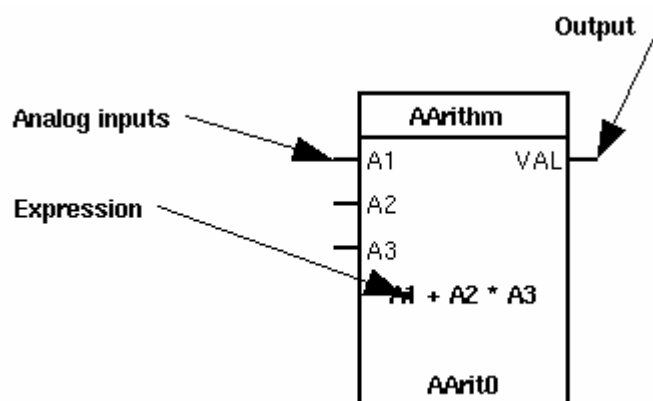 Output
AArithm
Analog inputs
A1 VAL
Expression
A2
A3
A1 + A2 * A3
AArit0